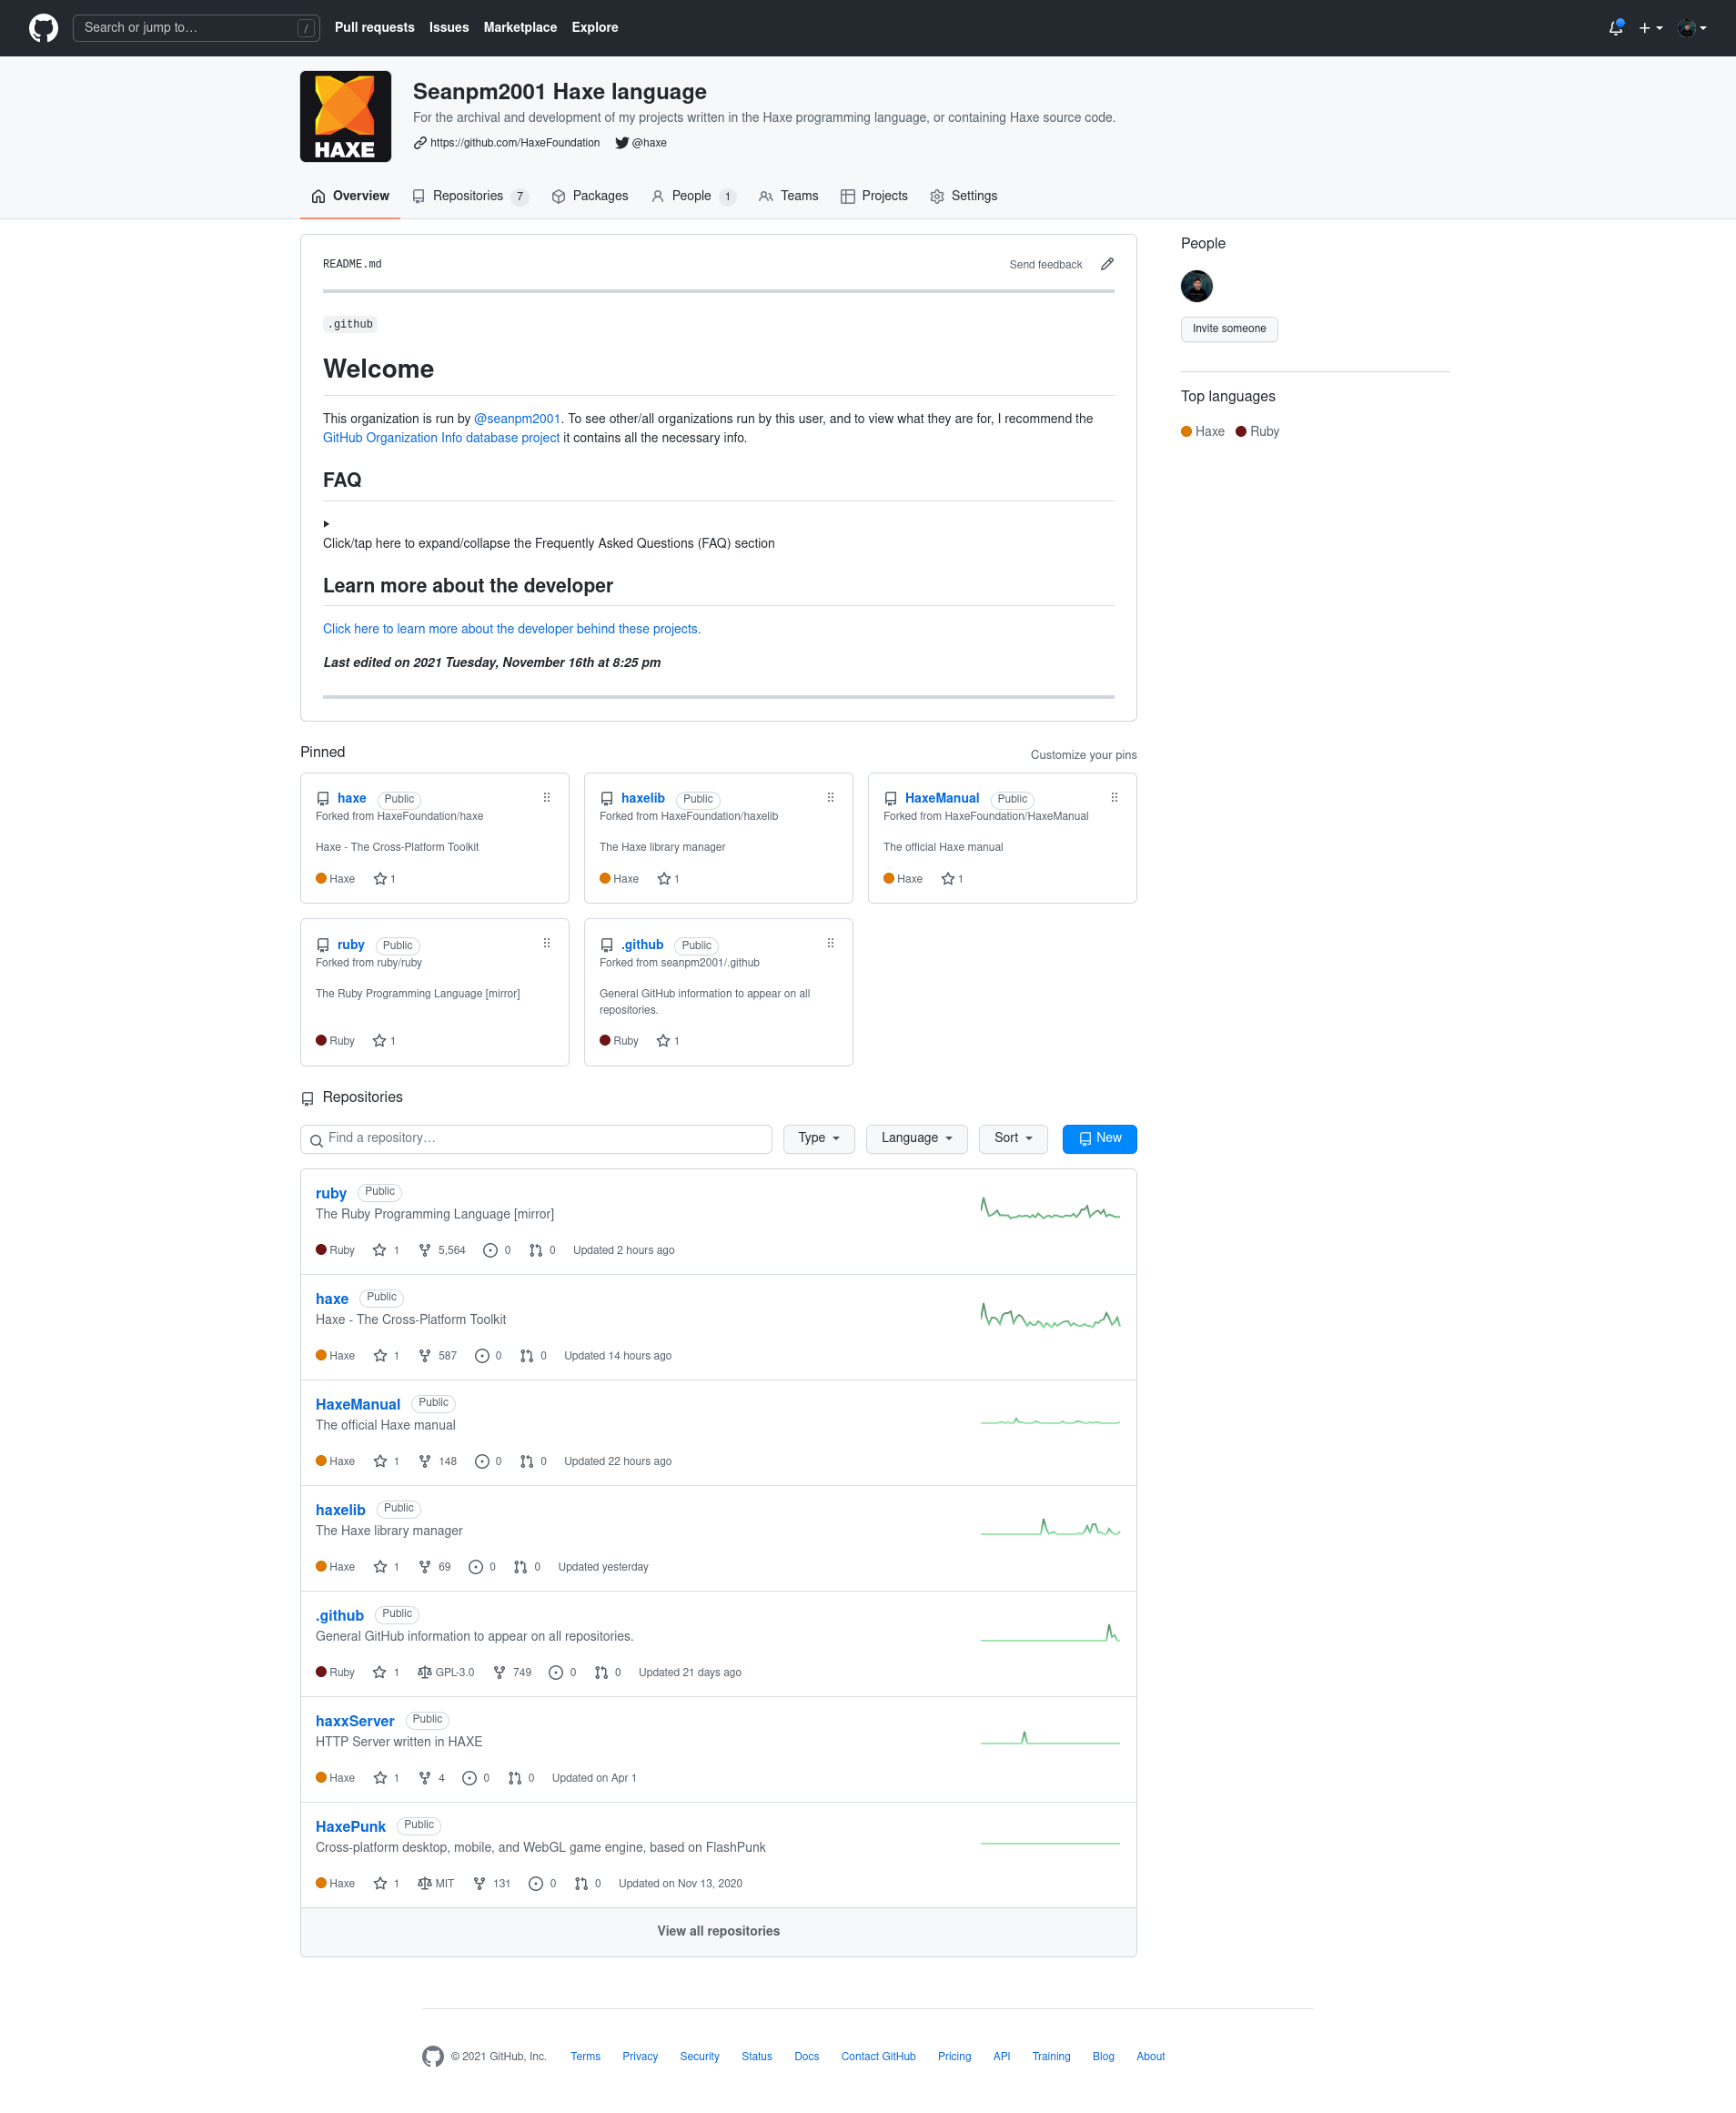 Search or jump to…
/
Pull requests Issues Marketplace Explore
HAXE
Seanpm2001 Haxe language
For the archival and development of my projects written in the Haxe programming language, or containing Haxe source code.
https://github.com/HaxeFoundation @haxe
Overview Repositories 7 Packages People 1 Teams Projects Settings
README.md
Send feedback
.github
Welcome
This organization is run by @seanpm2001. To see other/all organizations run by this user, and to view what they are for, I recommend the
GitHub Organization Info database project it contains all the necessary info.
FAQ
Click/tap here to expand/collapse the Frequently Asked Questions (FAQ) section
Learn more about the developer
Click here to learn more about the developer behind these projects.
Last edited on 2021 Tuesday, November 16th at 8:25 pm
People
Invite someone
Top languages
Haxe Ruby
Pinned
Customize your pins
haxe Public
Forked from HaxeFoundation/haxe
Haxe - The Cross-Platform Toolkit
Haxe 1
haxelib Public
Forked from HaxeFoundation/haxelib
The Haxe library manager
Haxe 1
HaxeManual Public
Forked from HaxeFoundation/HaxeManual
The official Haxe manual
Haxe 1
ruby Public
Forked from ruby/ruby
The Ruby Programming Language [mirror]
Ruby 1
.github Public
Forked from seanpm2001/.github
General GitHub information to appear on all
repositories.
Ruby 1
Repositories
Find a repository…
Type Language Sort New
ruby Public
The Ruby Programming Language [mirror]
Ruby 1 5,564 0 0 Updated 2 hours ago
haxe Public
Haxe - The Cross-Platform Toolkit
Haxe 1 587 0 0 Updated 14 hours ago
HaxeManual Public
The official Haxe manual
Haxe 1 148 0 0 Updated 22 hours ago
haxelib Public
The Haxe library manager
Haxe 1 69 0 0 Updated yesterday
.github Public
General GitHub information to appear on all repositories.
Ruby 1 GPL-3.0 749 0 0 Updated 21 days ago
haxxServer Public
HTTP Server written in HAXE
Haxe 1 4 0 0 Updated on Apr 1
HaxePunk Public
Cross-platform desktop, mobile, and WebGL game engine, based on FlashPunk
Haxe 1 MIT 131 0 0 Updated on Nov 13, 2020
View all repositories
© 2021 GitHub, Inc. Terms Privacy Security Status Docs Contact GitHub Pricing API Training Blog About